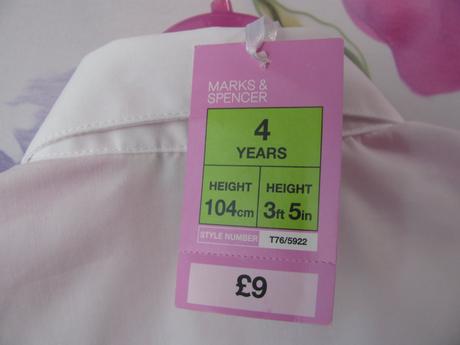 MARKS &
SPENCER
4
YEARS
HEIGHT
104cm
HEIGHT
3ft 5in
STYLE NUMBER T76/5922
£9